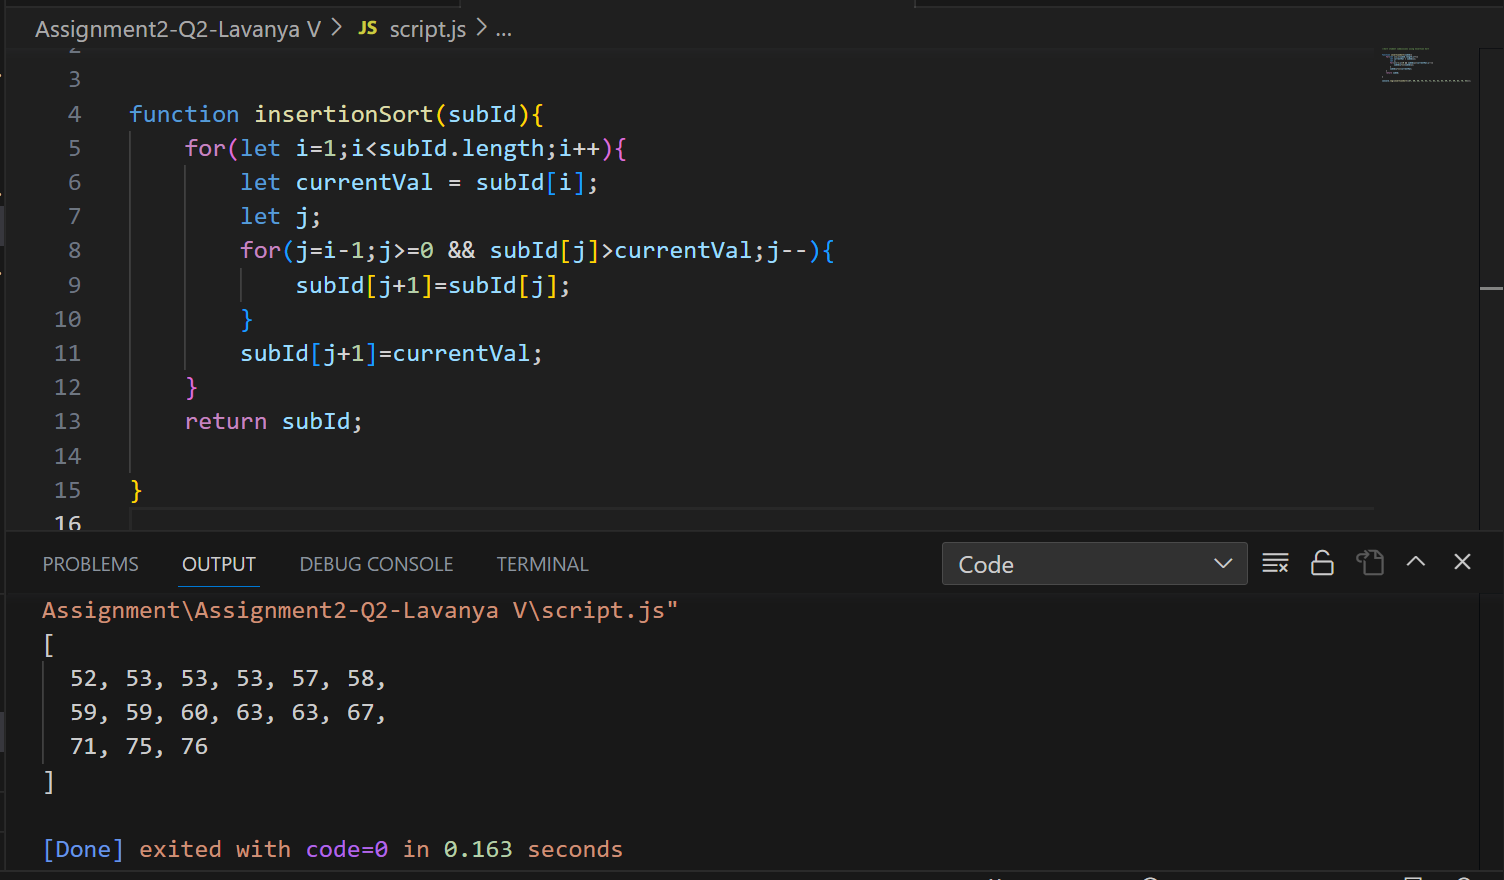 Assignment2-Q2-Lavanya V > JS script.js > ...
2
3
4 function insertionSort(subId){
5 for(let i=1;i<subId.length;i++){
6 let currentVal = subId[i];
7 let j;
8 for(j=i-1;j>=0 && subId[j]>currentVal;j--){
9 subId[j+1]=subId[j];
10 }
11 subId[j+1]=currentVal;
12 }
13 return subId;
14
15 }
16
PROBLEMS OUTPUT DEBUG CONSOLE TERMINAL Code
Assignment\Assignment2-Q2-Lavanya V\script.js"
[
52, 53, 53, 53, 57, 58,
59, 59, 60, 63, 63, 67,
71, 75, 76
]
[Done] exited with code=0 in 0.163 seconds